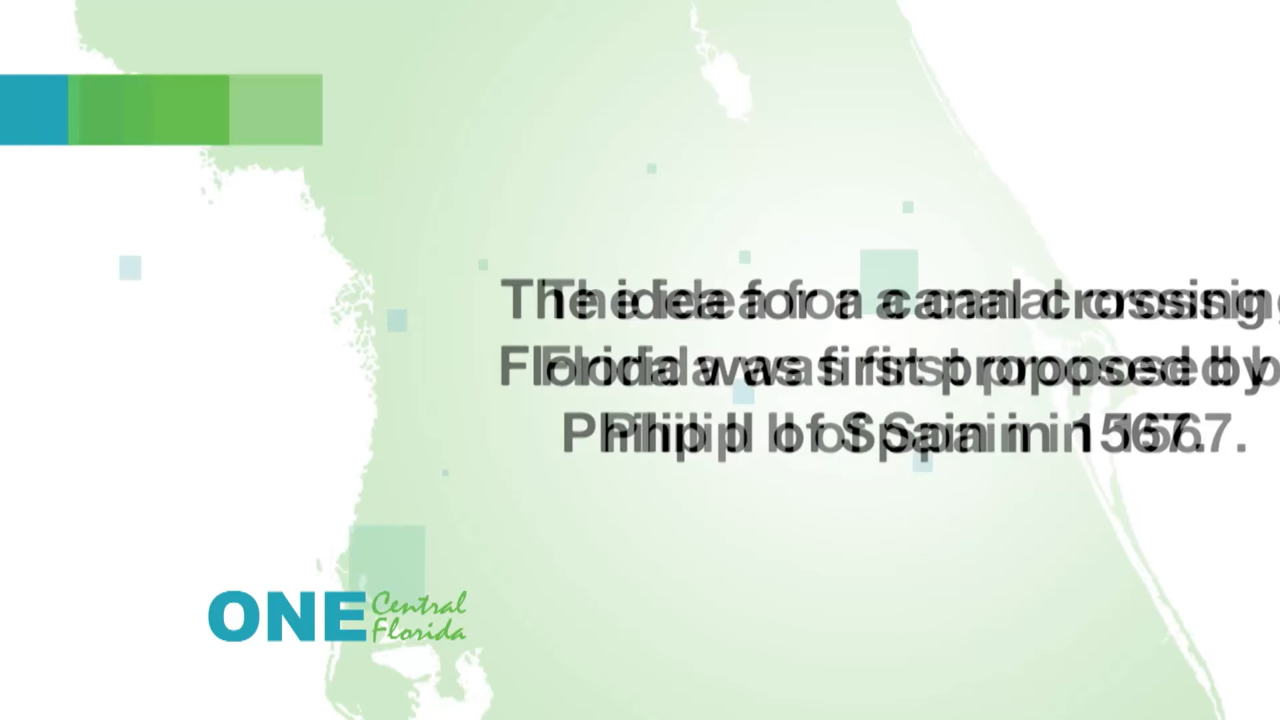 The idea for a canal crossing
Florida was first proposed by
Philip II of Spain in 1567.
ONE Central
Florida